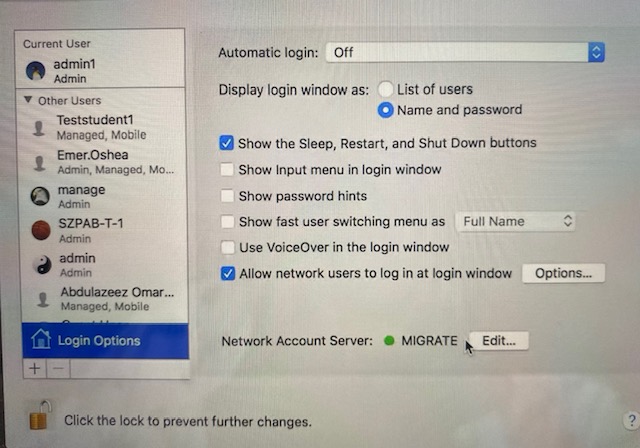 Current User
admin1
Admin
Other Users
Teststudent1
Managed, Mobile
Emer.Oshea
Admin, Managed, Mo...
manage
Admin
SZPAB-T-1
Admin
admin
Admin
Abdulazeez Omar...
Managed, Mobile
Login Options
+ −
Automatic login: Off
Display login window as: List of users
Name and password
Show the Sleep, Restart, and Shut Down buttons
Show Input menu in login window
Show password hints
Show fast user switching menu as Full Name
Use VoiceOver in the login window
Allow network users to log in at login window Options...
Network Account Server: MIGRATE Edit...
Click the lock to prevent further changes.
?